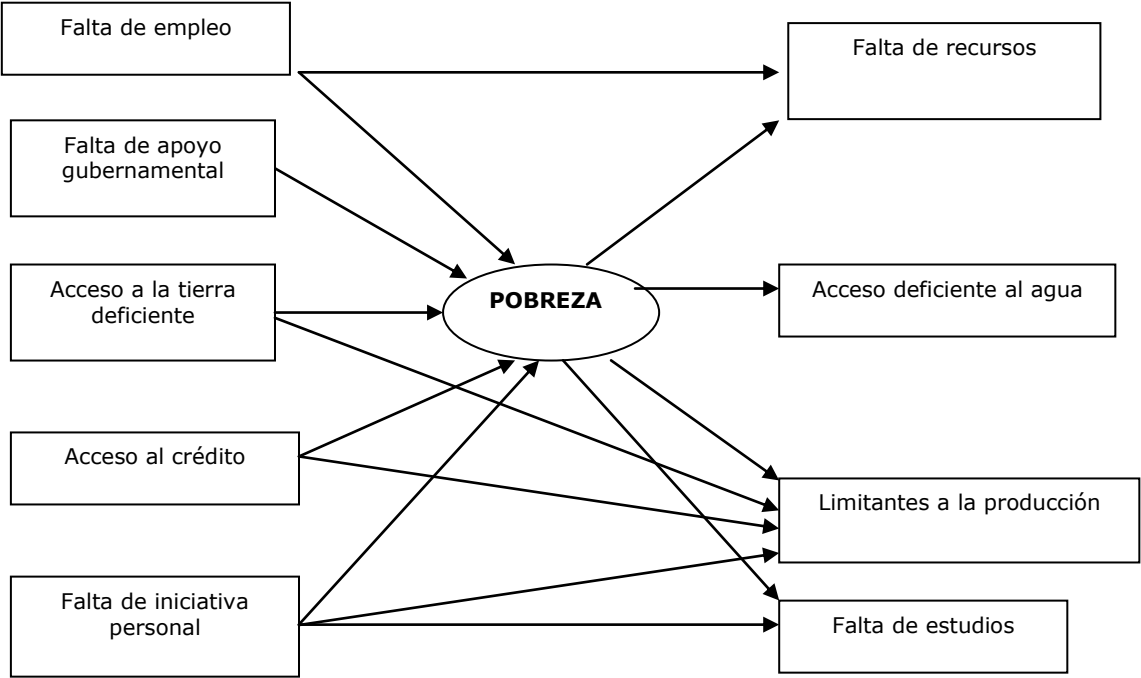 Falta de empleo
Falta de recursos
Falta de apoyo
gubernamental
Acceso a la tierra
deficiente
POBREZA
Acceso deficiente al agua
Acceso al crédito
Limitantes a la producción
Falta de iniciativa
personal
Falta de estudios